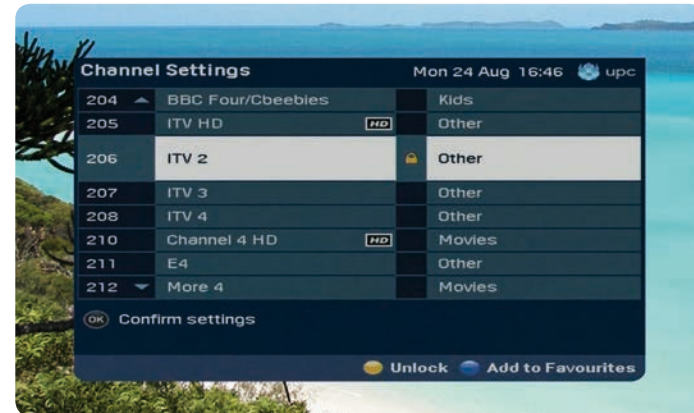 Channel Settings Mon 24 Aug 16:46 upc
204 BBC Four/Cbeebies Kids
205 ITV HD HD Other
206 ITV 2 Other
207 ITV 3 Other
208 ITV 4 Other
210 Channel 4 HD HD Movies
211 E4 Other
212 More 4 Movies
OK Confirm settings
Unlock Add to Favourites